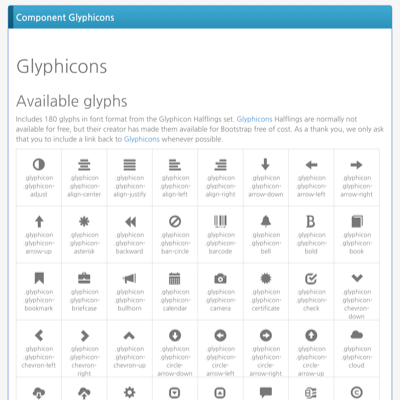 Component Glyphicons
Glyphicons
Available glyphs
Includes 180 glyphs in font format from the Glyphicon Halflings set. Glyphicons Halflings are normally not
available for free, but their creator has made them available for Bootstrap free of cost. As a thank you, we only ask
that you to include a link back to Glyphicons whenever possible.
.glyphicon .glyphicon .glyphicon .glyphicon .glyphicon .glyphicon .glyphicon .glyphicon
.glyphicon- .glyphicon- .glyphicon- .glyphicon- .glyphicon- .glyphicon- .glyphicon- .glyphicon-
adjust align-center align-justify align-left align-right arrow-down arrow-left arrow-right
.glyphicon .glyphicon .glyphicon .glyphicon .glyphicon .glyphicon .glyphicon .glyphicon
.glyphicon- .glyphicon- .glyphicon- .glyphicon- .glyphicon- .glyphicon- .glyphicon- .glyphicon-
arrow-up asterisk backward ban-circle barcode bell bold book
.glyphicon .glyphicon .glyphicon .glyphicon .glyphicon .glyphicon .glyphicon .glyphicon
.glyphicon- .glyphicon- .glyphicon- .glyphicon- .glyphicon- .glyphicon- .glyphicon- .glyphicon-
bookmark briefcase bullhorn calendar camera certificate check chevron-
down
.glyphicon .glyphicon .glyphicon .glyphicon .glyphicon .glyphicon .glyphicon .glyphicon
.glyphicon- .glyphicon- .glyphicon- .glyphicon- .glyphicon- .glyphicon- .glyphicon- .glyphicon-
chevron-left chevron- chevron-up circle- circle- circle- circle- cloud
right arrow-down arrow-left arrow-right arrow-up